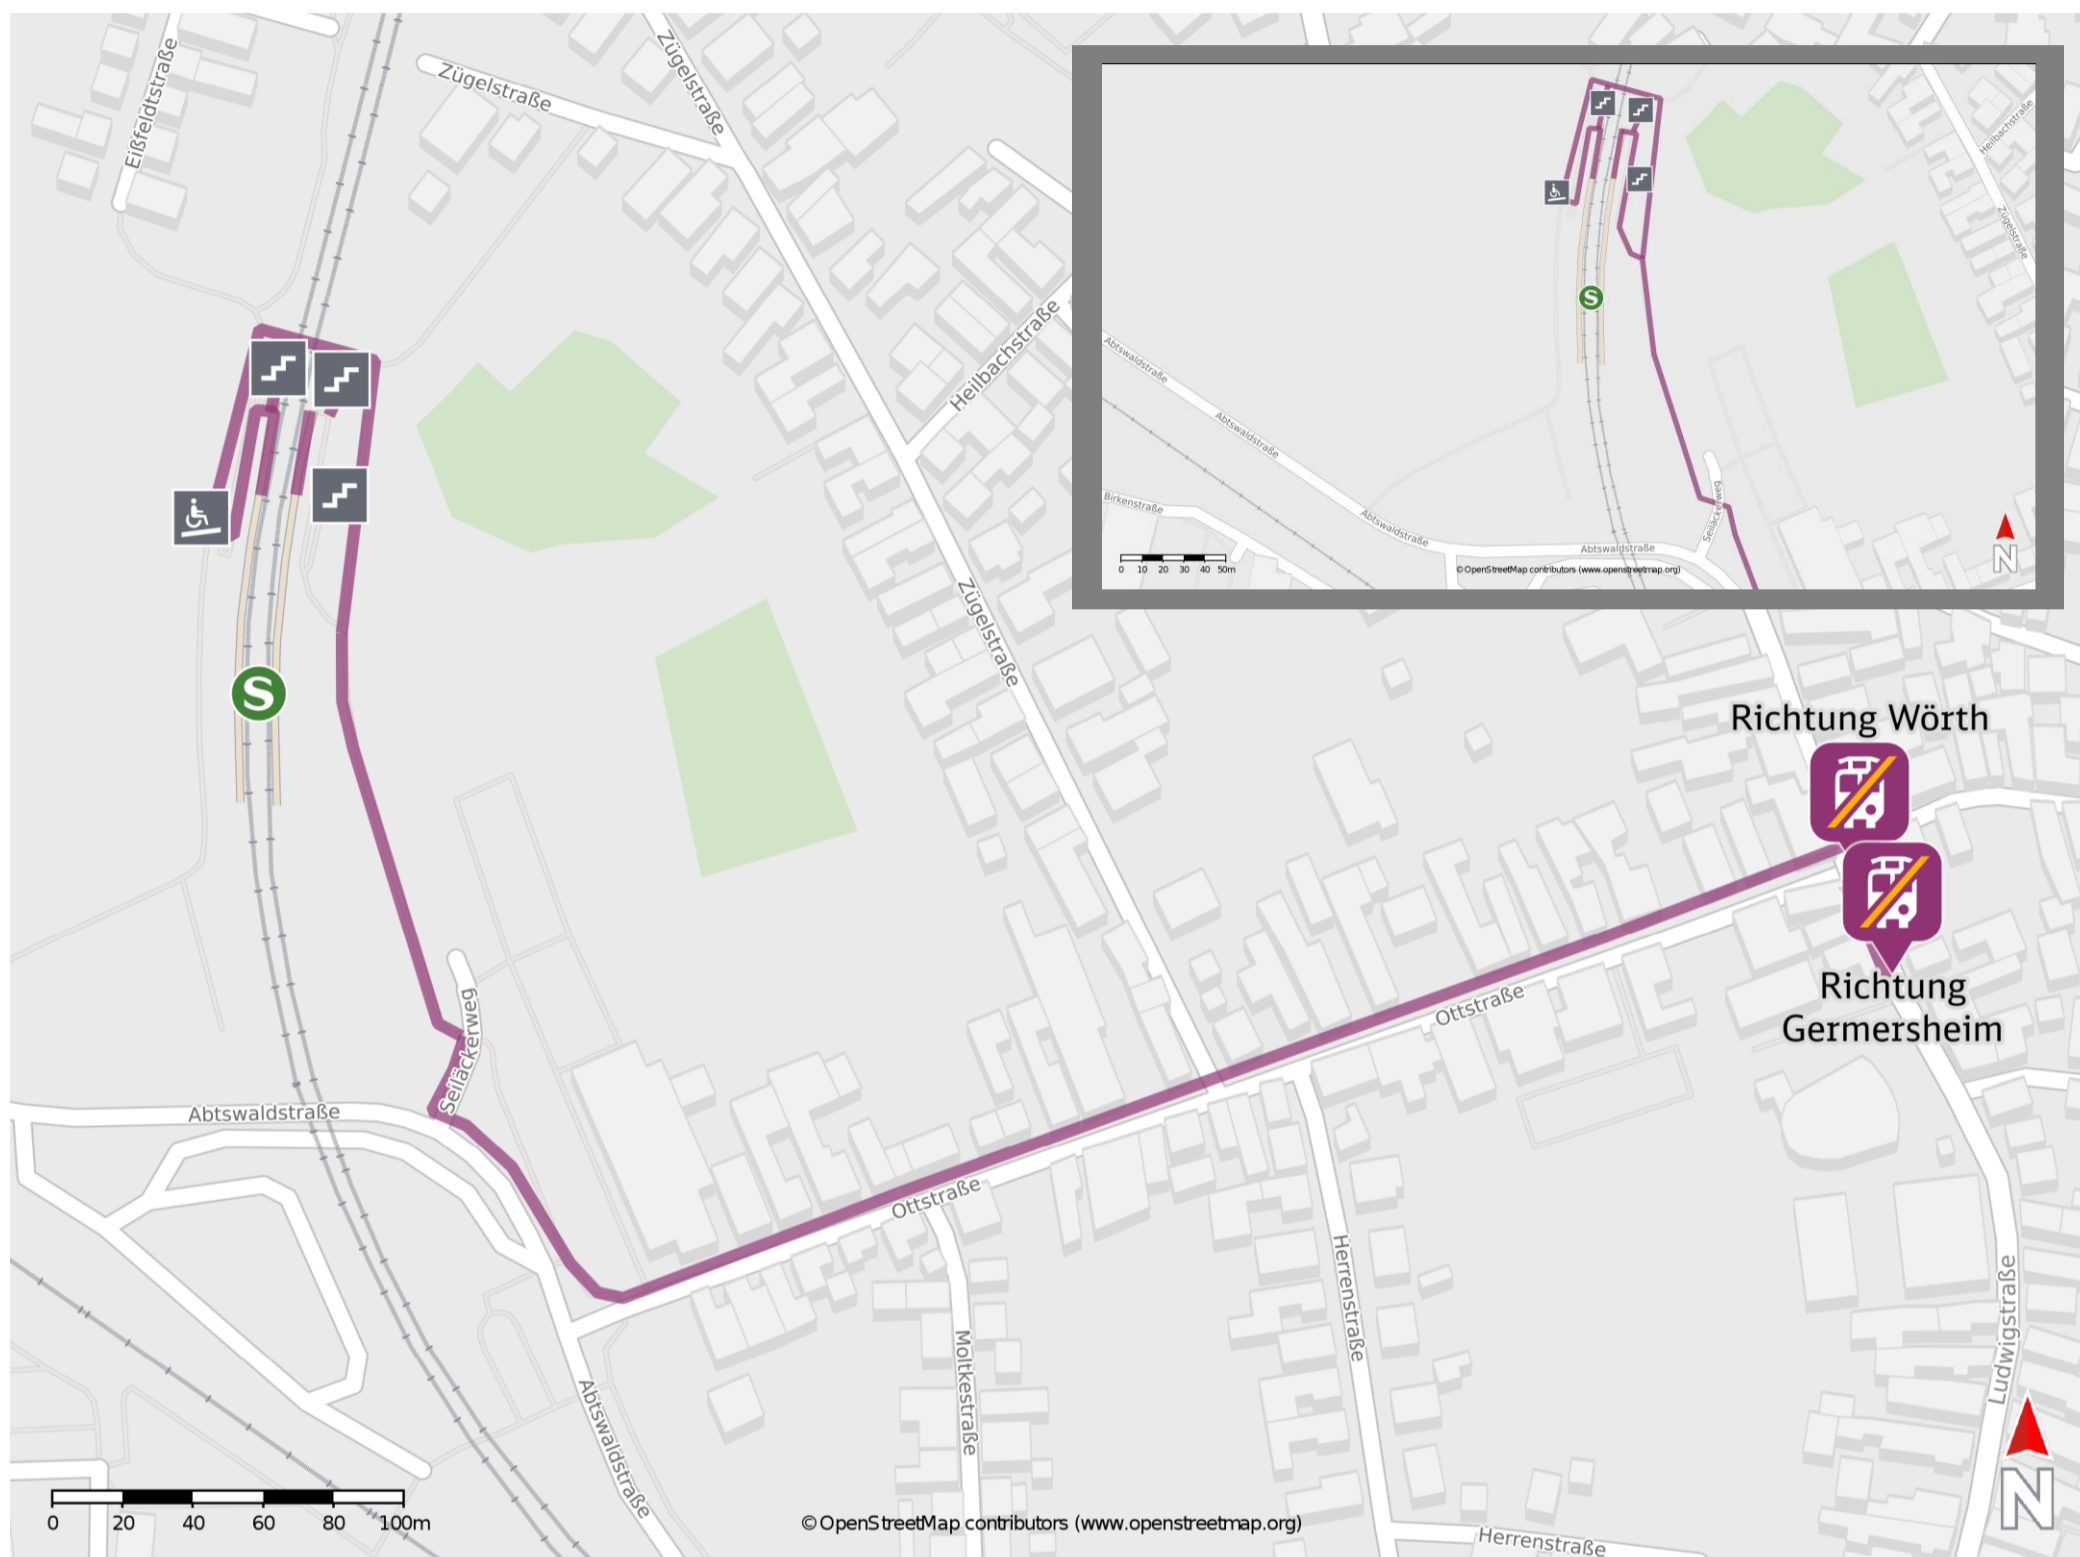 Eißfeldtstraße
Zügelstraße
Zügelstraße
Heilbachstraße
Zügelstraße
S
Heilbachstraße
Zügelstraße
S
Abtswaldstraße
Abtswaldstraße
Birkenstraße
Abtswaldstraße
Abtswaldstraße
Seiläckerweg
0 10 20 30 40 50m
©OpenStreetMap contributors (www.openstreetmap.org)
N
Richtung Wörth
Richtung
Germersheim
Seiläckerweg
Abtswaldstraße
Ottstraße
Ottstraße
Herrenstraße
Moltkestraße
Abtswaldstraße
Ludwigstraße
Herrenstraße
0 20 40 60 80 100m
©OpenStreetMap contributors (www.openstreetmap.org)
N